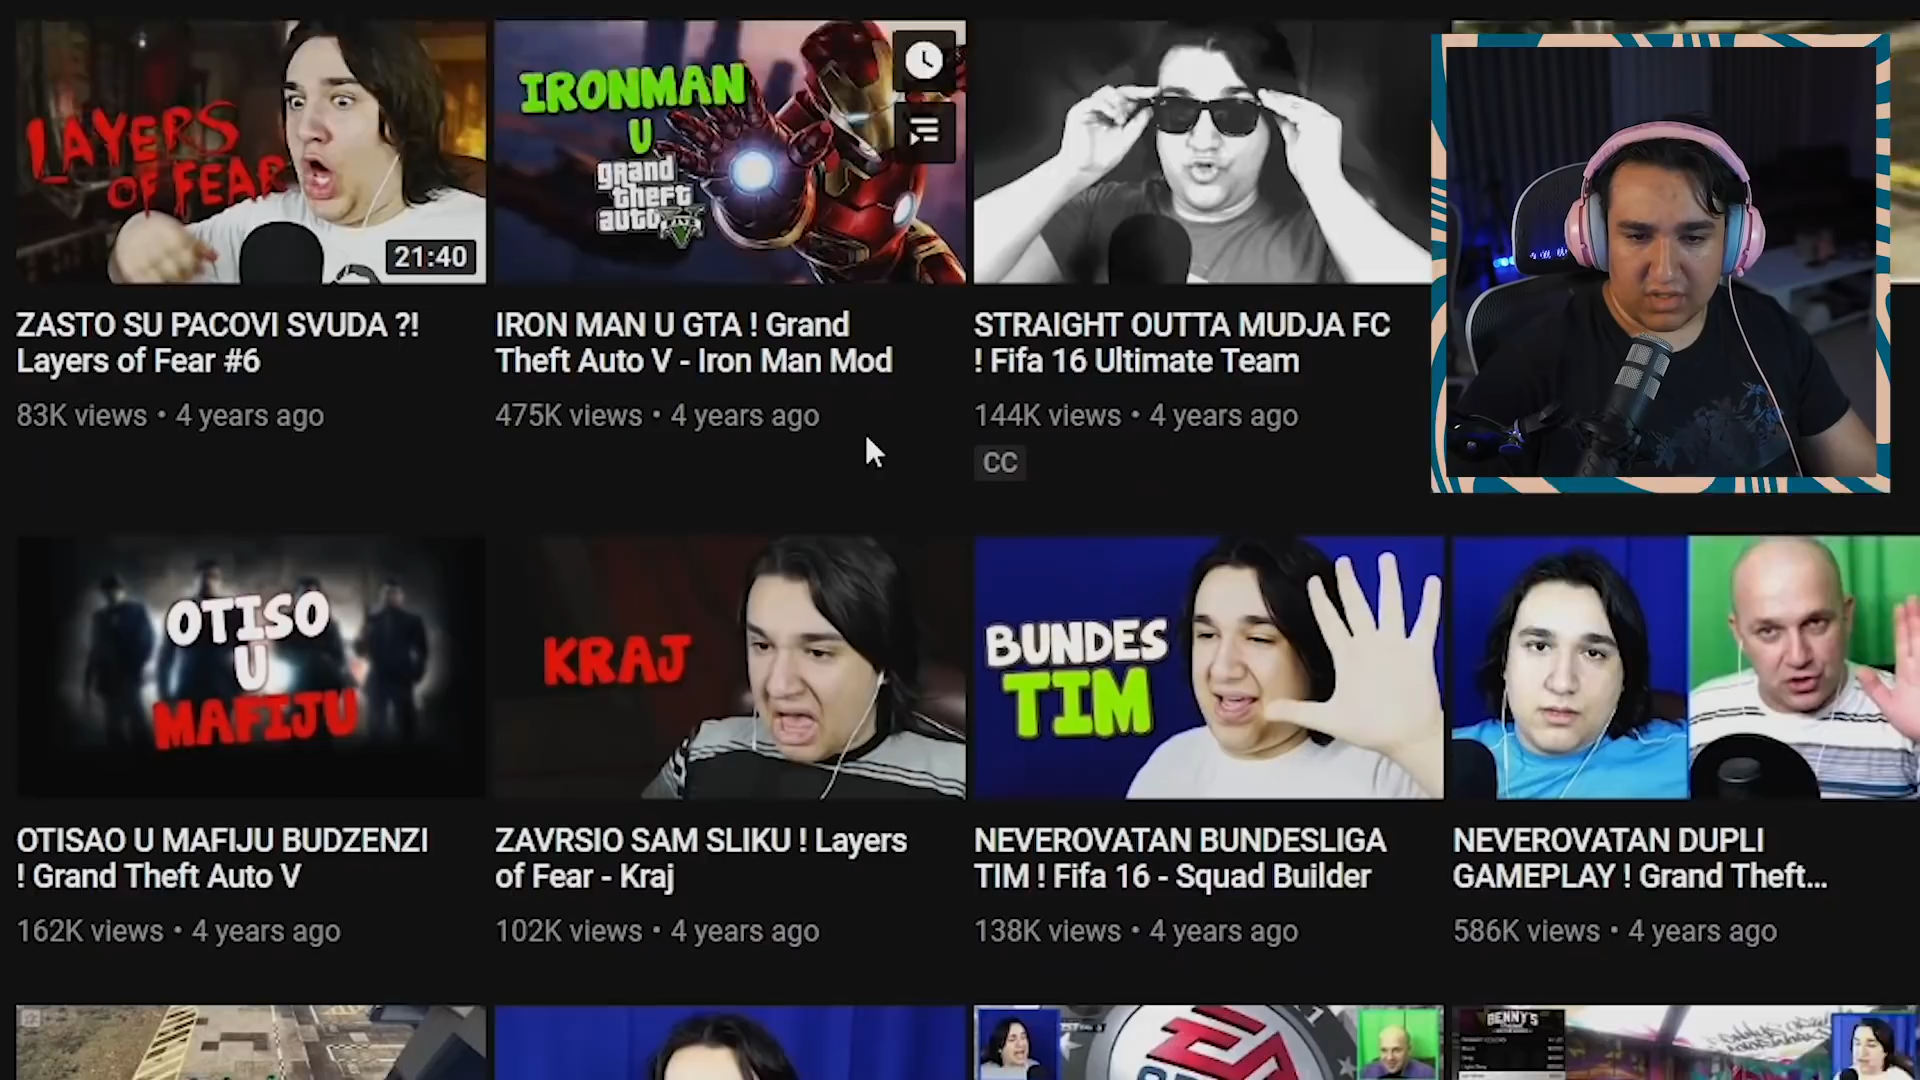 LAYERS
OF FEAR
21:40
IRONMAN
U
grand
theft
auto
ZASTO SU PACOVI SVUDA ?!
Layers of Fear #6
83K views • 4 years ago
IRON MAN U GTA ! Grand
Theft Auto V - Iron Man Mod
475K views • 4 years ago
STRAIGHT OUTTA MUDJA FC
! Fifa 16 Ultimate Team
144K views • 4 years ago
CC
OTISO
U
MAFIJU
KRAJ
BUNDES
TIM
OTISAO U MAFIJU BUDZENZI
! Grand Theft Auto V
162K views • 4 years ago
ZAVRSIO SAM SLIKU ! Layers
of Fear - Kraj
102K views • 4 years ago
NEVEROVATAN BUNDESLIGA
TIM ! Fifa 16 - Squad Builder
138K views • 4 years ago
NEVEROVATAN DUPLI
GAMEPLAY ! Grand Theft...
586K views • 4 years ago
BENNY'S